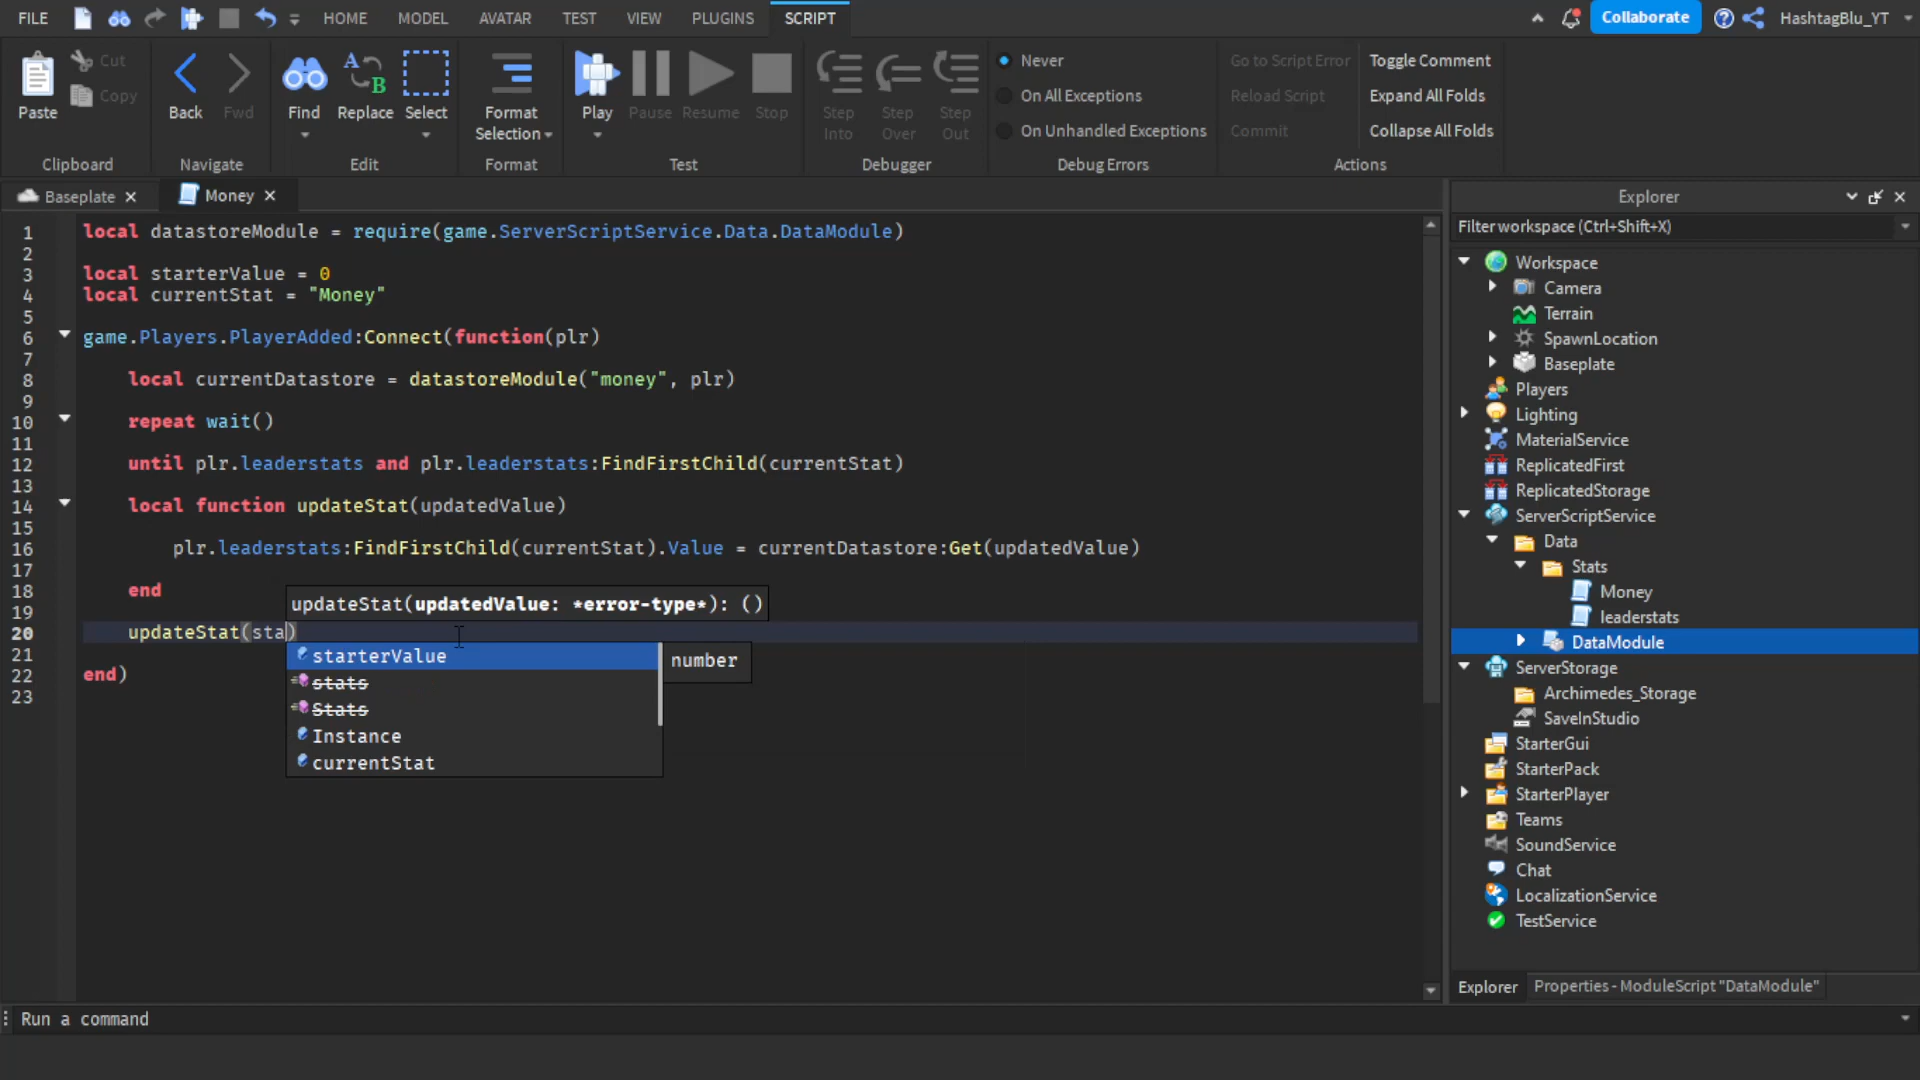 FILE HOME MODEL AVATAR TEST VIEW PLUGINS SCRIPT Collaborate HashtagBlu_YT
Paste Cut Copy Back Fwd Find Replace Select Format Selection Play Pause Resume Stop Step Into Step Over Step Out
Never Go to Script Error Toggle Comment
On All Exceptions Reload Script Expand All Folds
On Unhandled Exceptions Commit Collapse All Folds
Clipboard Navigate Edit Format Test Debugger Debug Errors Actions
Baseplate Money
1 local datastoreModule = require(game.ServerScriptService.Data.DataModule)
2
3 local starterValue = 0
4 local currentStat = "Money"
5
6 game.Players.PlayerAdded:Connect(function(plr)
7
8 local currentDatastore = datastoreModule("money", plr)
9
10 repeat wait()
11
12 until plr.leaderstats and plr.leaderstats:FindFirstChild(currentStat)
13
14 local function updateStat(updatedValue)
15
16 plr.leaderstats:FindFirstChild(currentStat).Value = currentDatastore:Get(updatedValue)
17
18 end
updateStat(updatedValue: *error-type*): ()
19
20 updateStat(sta)
21
22 end)
23
starterValue
number
stats
Stats
Instance
currentStat
Explorer
Filter workspace (Ctrl+Shift+X)
Workspace
Camera
Terrain
SpawnLocation
Baseplate
Players
Lighting
MaterialService
ReplicatedFirst
ReplicatedStorage
ServerScriptService
Data
Stats
Money
leaderstats
DataModule
ServerStorage
Archimedes_Storage
SaveInStudio
StarterGui
StarterPack
StarterPlayer
Teams
SoundService
Chat
LocalizationService
TestService
Explorer Properties - ModuleScript "DataModule"
Run a command